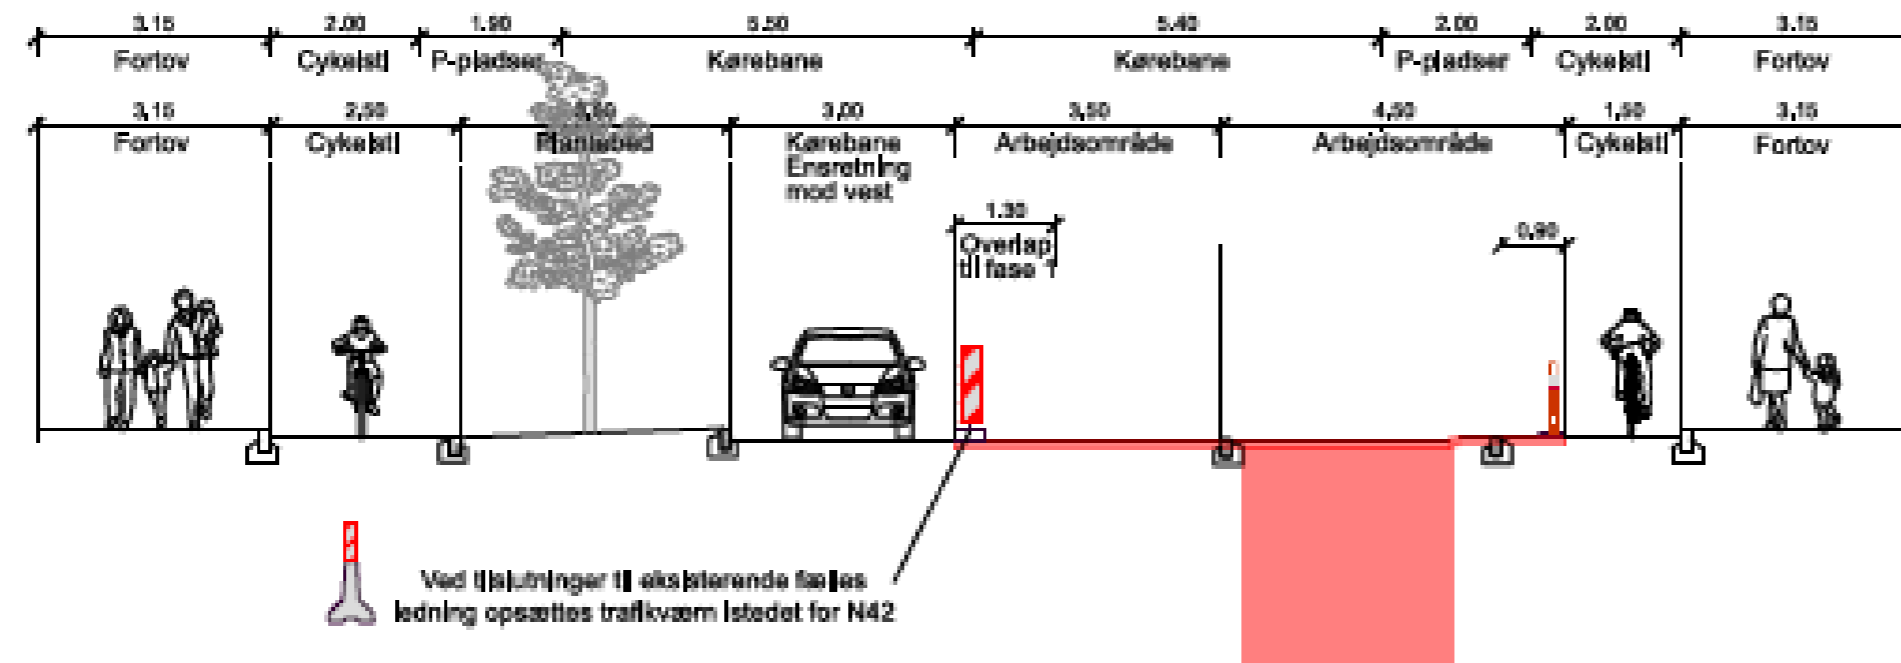 3.15 2.00 1.90 5.50 5.40 2.00 2.00 3.15
Fortov Cykelsti P-pladser Kørebane Kørebane P-pladser Cykelsti Fortov
3,15 2,50 3,00 3,50 4,50 1,50 3,15
Fortov Cykelsti Plantebed Kørebane Arbejdsområde Arbejdsområde Cykelsti Fortov
Ensretning
mod vest
1.30
Overlap
til fase 1
0,90
Ved tilslutninger til eksisterende fælles
ledning opsættes trafikværn istedet for N42